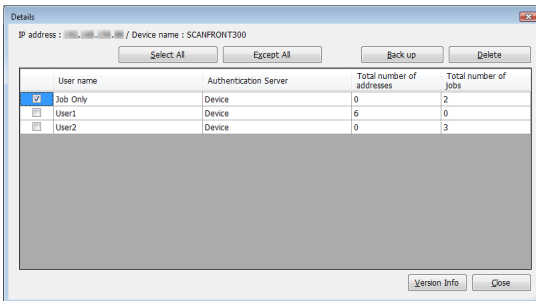 Details
IP address : / Device name : SCANFRONT300
Select All Except All Back up Delete
User name Authentication Server Total number of addresses Total number of jobs
Job Only Device 0 2
User1 Device 6 0
User2 Device 0 3
Version Info Close